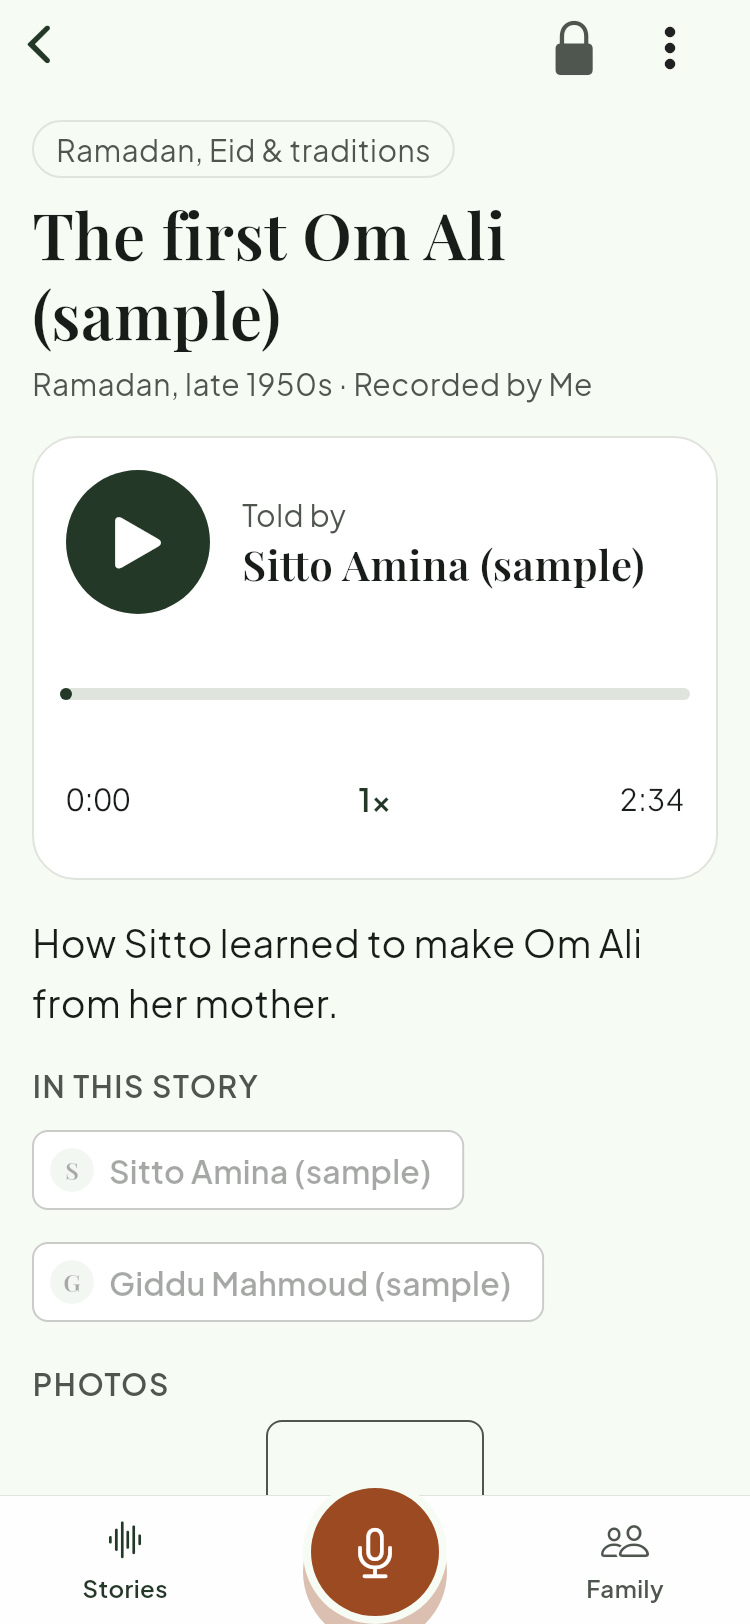 Ramadan, Eid & traditions
The first Om Ali
(sample)
Ramadan, late 1950s · Recorded by Me
Told by
Sitto Amina (sample)
0:00
1×
2:34
How Sitto learned to make Om Ali
from her mother.
IN THIS STORY
S Sitto Amina (sample)
G Giddu Mahmoud (sample)
PHOTOS
Stories
Family